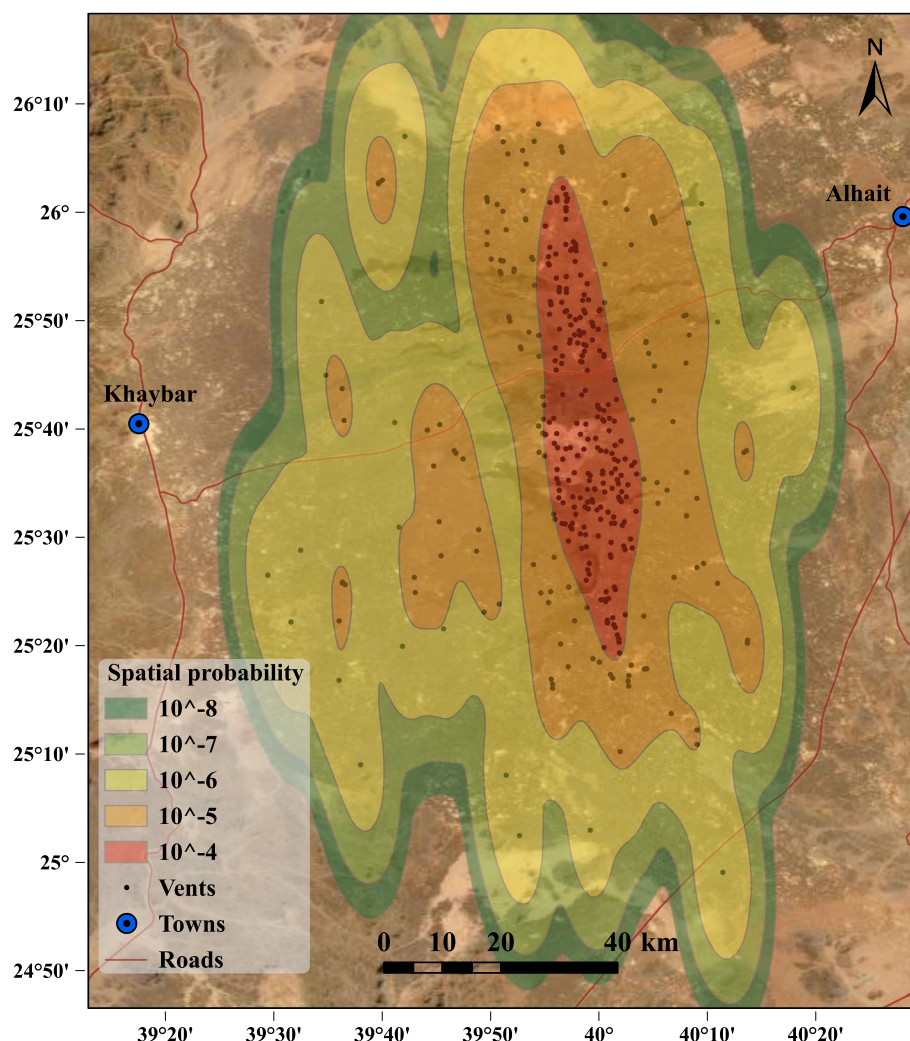 N
26°10'
26°
25°50'
25°40'
25°30'
25°20'
25°10'
25°
24°50'
Alhait
Khaybar
Spatial probability
10^-8
10^-7
10^-6
10^-5
10^-4
Vents
Towns
Roads
0 10 20 40 km
39°20' 39°30' 39°40' 39°50' 40° 40°10' 40°20'